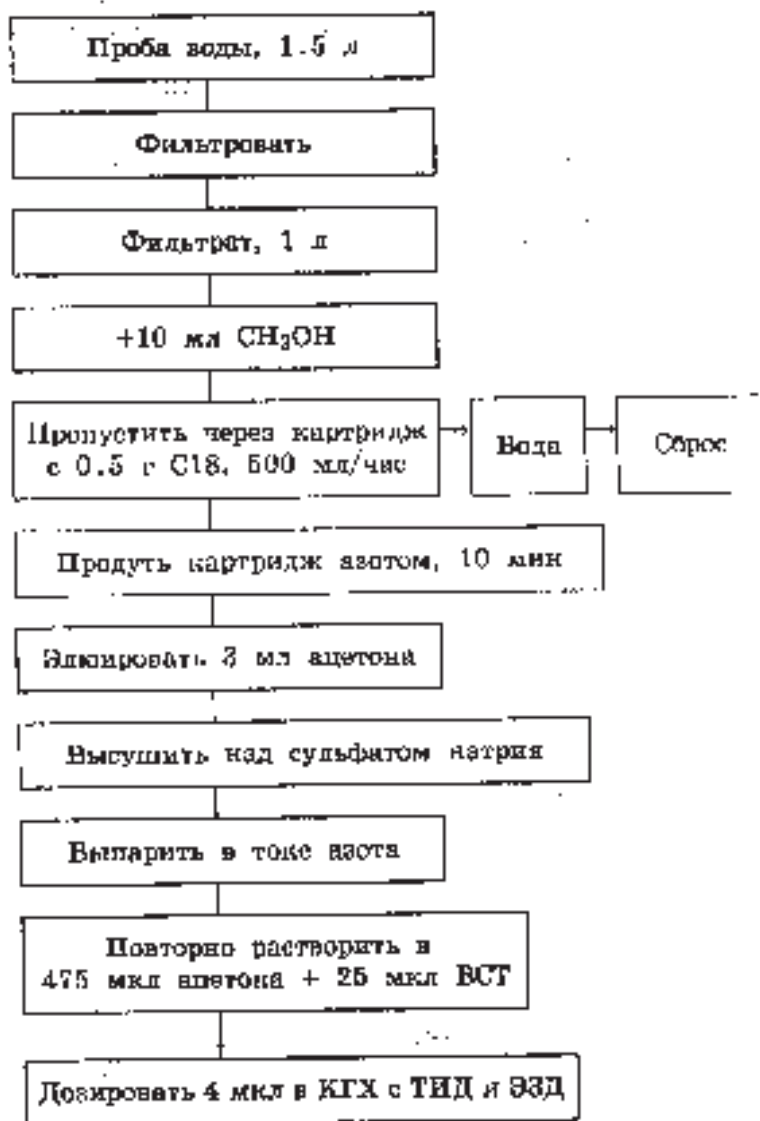 Проба воды, 1.5 л
Фильтровать
Фильтрат, 1 л
+10 мл CH₃OH
Пропустить через картридж
с 0.5 г C18, 500 мл/час
Вода
Сброс
Продуть картридж азотом, 10 мин
Элюировать 3 мл ацетона
Высушить над сульфатом натрия
Выпарить в токе азота
Повторно растворить в
475 мкл ацетона + 25 мкл ВСТ
Дозировать 4 мкл в КГХ с ТИД и ЭЗД